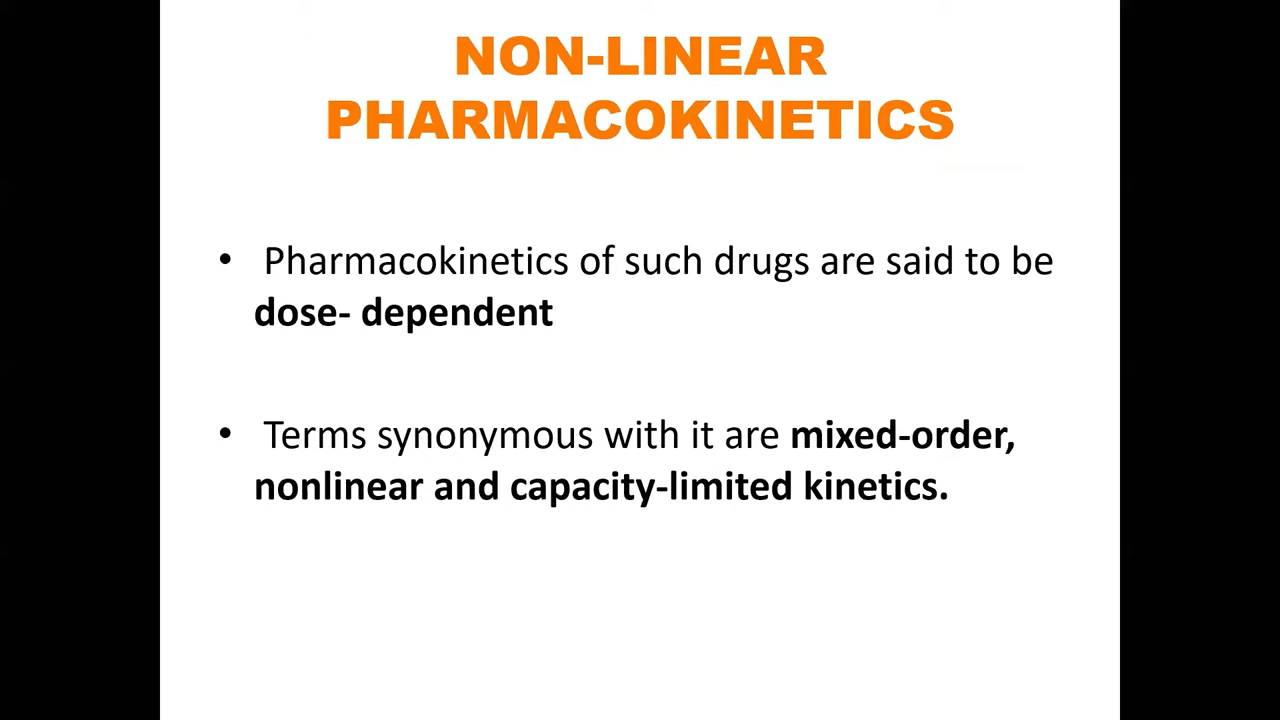 NON-LINEAR
PHARMACOKINETICS
• Pharmacokinetics of such drugs are said to be
dose- dependent
• Terms synonymous with it are mixed-order,
nonlinear and capacity-limited kinetics.